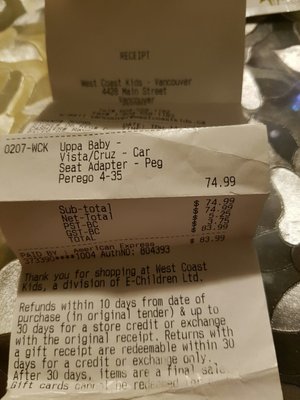 RECEIPT
West Coast Kids - Vancouver
4428 Main Street
Vancouver
0207-WCK Uppa Baby -
Vista/Cruz - Car
Seat Adapter - Peg
Perego 4-35 74.99
Sub-total $ 74.99
Net-Total $ 74.99
PST-BC $
GST-BC $ 3.75
TOTAL $ 83.99
PAID BY : American Express
1004 AuthNO: 804393
Thank you for shopping at West Coast
Kids, a division of E-Children Ltd.
Refunds within 10 days from date of
purchase (in original tender) & up to
30 days for a store credit or exchange
with the original receipt. Returns with
a gift receipt are redeemable within 30
days for a credit or exchange only.
After 30 days, items are a final sale.
Gift cards cannot be redeemed